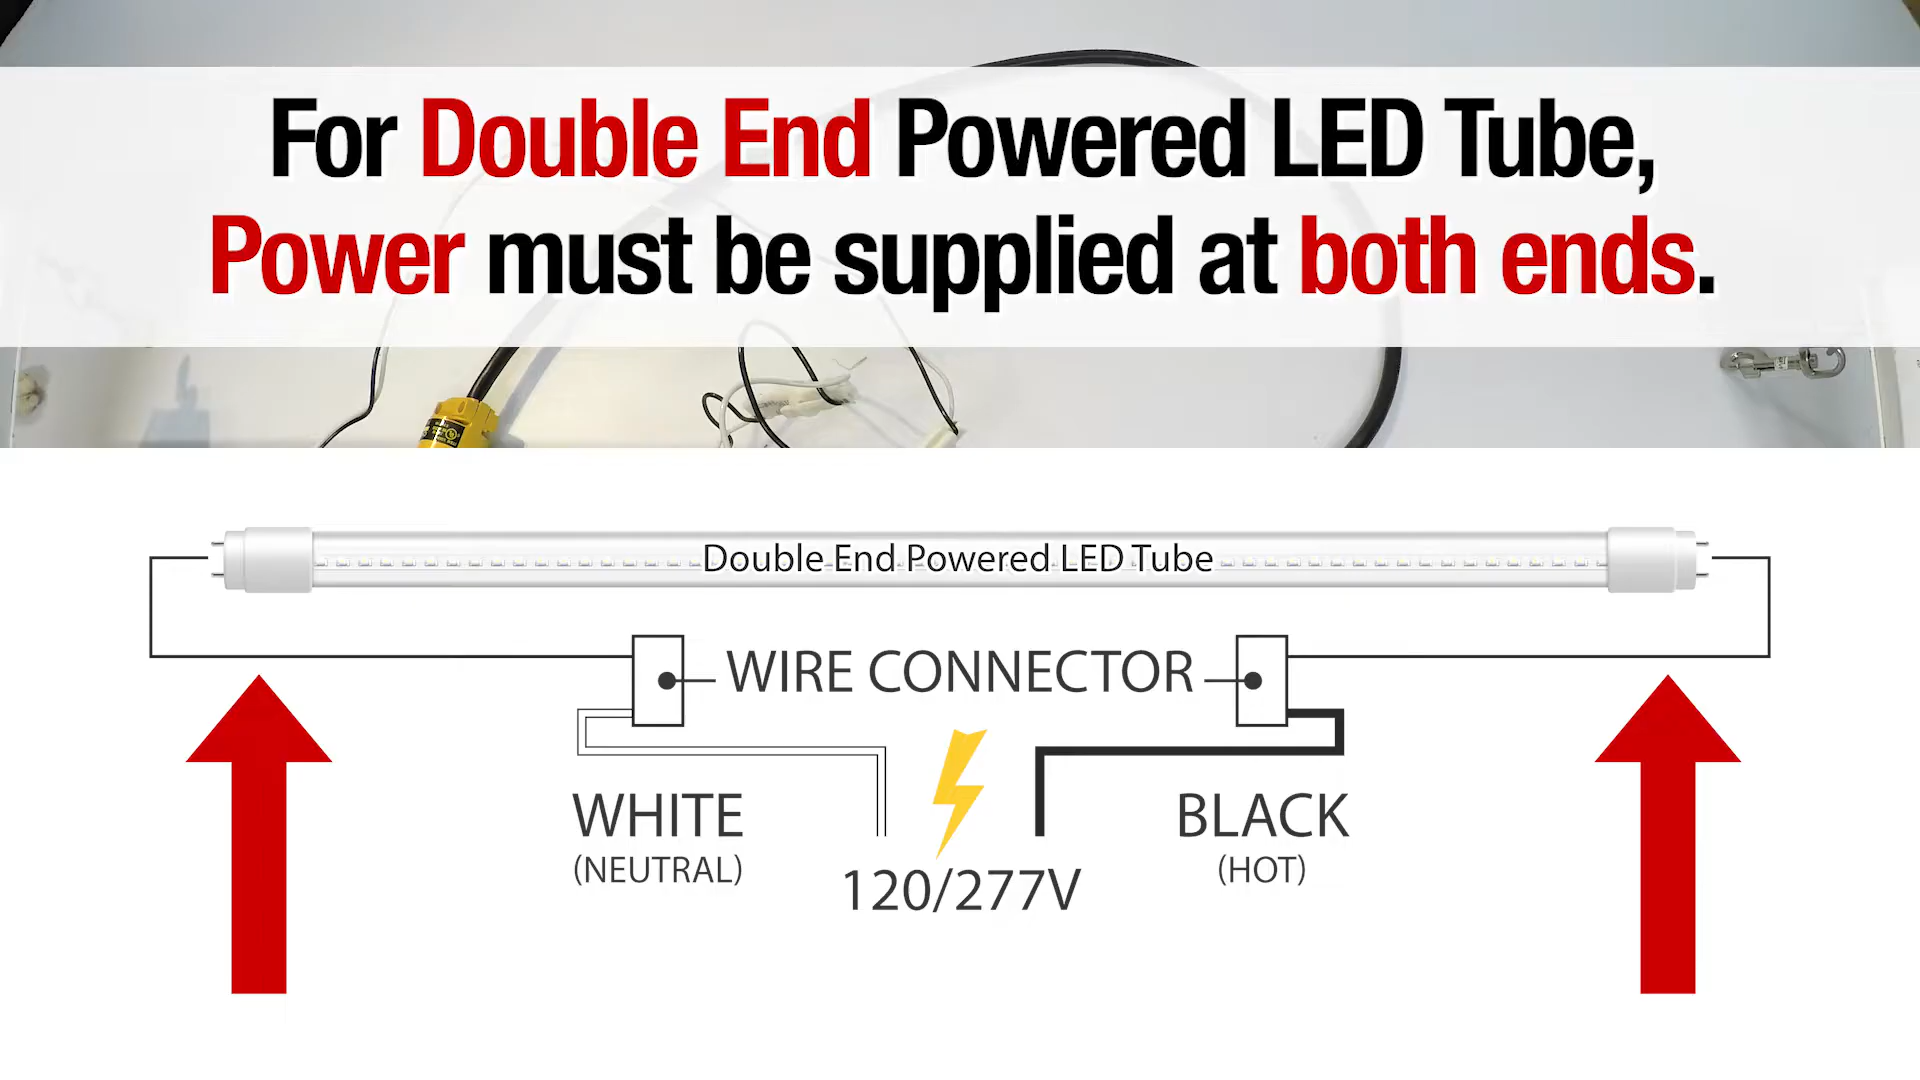 For Double End Powered LED Tube,
Power must be supplied at both ends.
Double End Powered LED Tube
WIRE CONNECTOR
WHITE
(NEUTRAL)
BLACK
(HOT)
120/277V